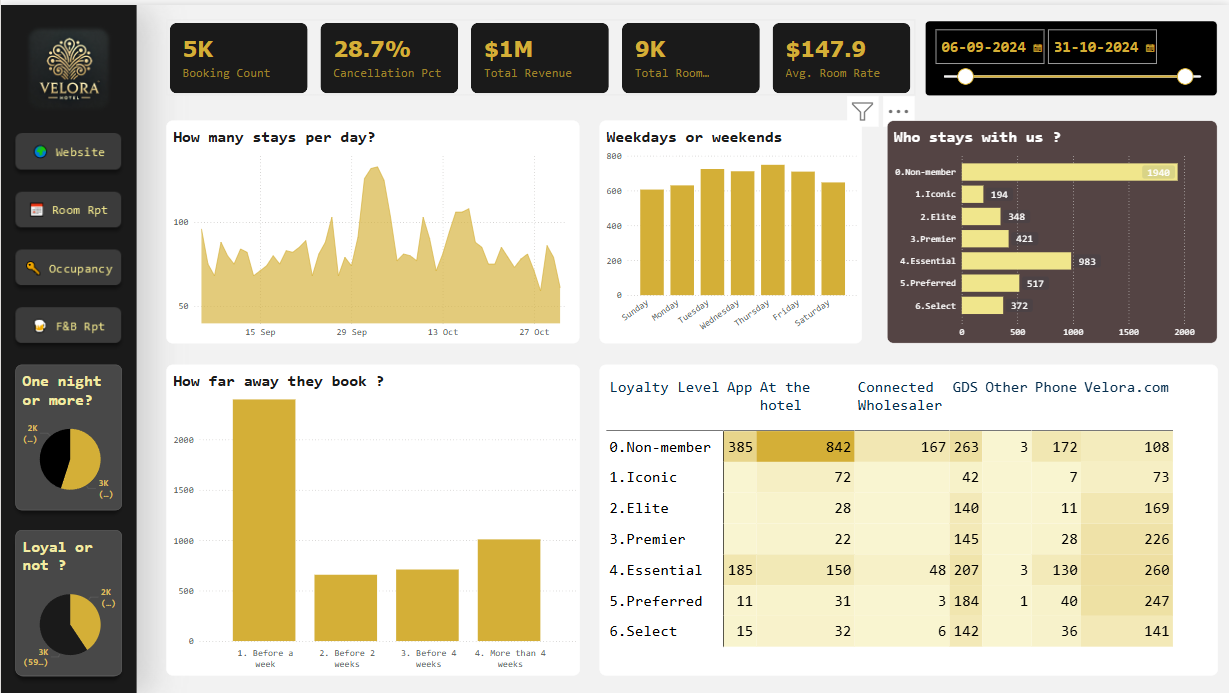 VELORA
HOTEL
Website
Room Rpt
Occupancy
F&B Rpt
One night
or more?
2K
(...)
3K
(...)
Loyal or
not ?
2K
(...)
3K
(59...)
5K
Booking Count
28.7%
Cancellation Pct
$1M
Total Revenue
9K
Total Room...
$147.9
Avg. Room Rate
06-09-2024 31-10-2024
How many stays per day?
100
50
15 Sep 29 Sep 13 Oct 27 Oct
Weekdays or weekends
800
600
400
200
0
Sunday Monday Tuesday Wednesday Thursday Friday Saturday
Who stays with us ?
0.Non-member 1940
1.Iconic 194
2.Elite 348
3.Premier 421
4.Essential 983
5.Preferred 517
6.Select 372
0 500 1000 1500 2000
How far away they book ?
2000
1500
1000
500
0
1. Before a 2. Before 2 3. Before 4 4. More than 4
week weeks weeks weeks
Loyalty Level App At the Connected GDS Other Phone Velora.com
hotel Wholesaler
0.Non-member 385 842 167 263 3 172 108
1.Iconic 72 42 7 73
2.Elite 28 140 11 169
3.Premier 22 145 28 226
4.Essential 185 150 48 207 3 130 260
5.Preferred 11 31 3 184 1 40 247
6.Select 15 32 6 142 36 141